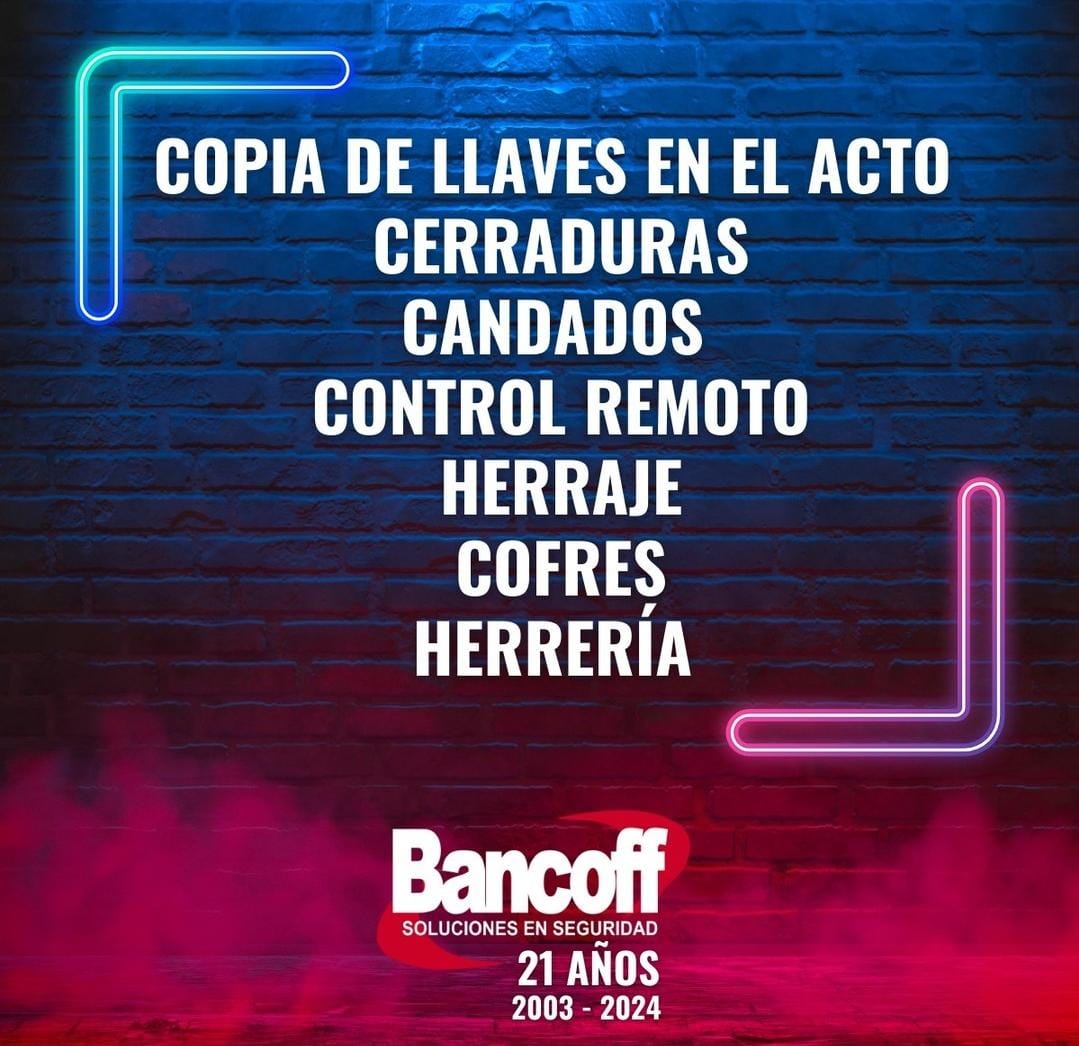 COPIA DE LLAVES EN EL ACTO
CERRADURAS
CANDADOS
CONTROL REMOTO
HERRAJE
COFRES
HERRERÍA
Bancoff
SOLUCIONES EN SEGURIDAD
21 AÑOS
2003 - 2024